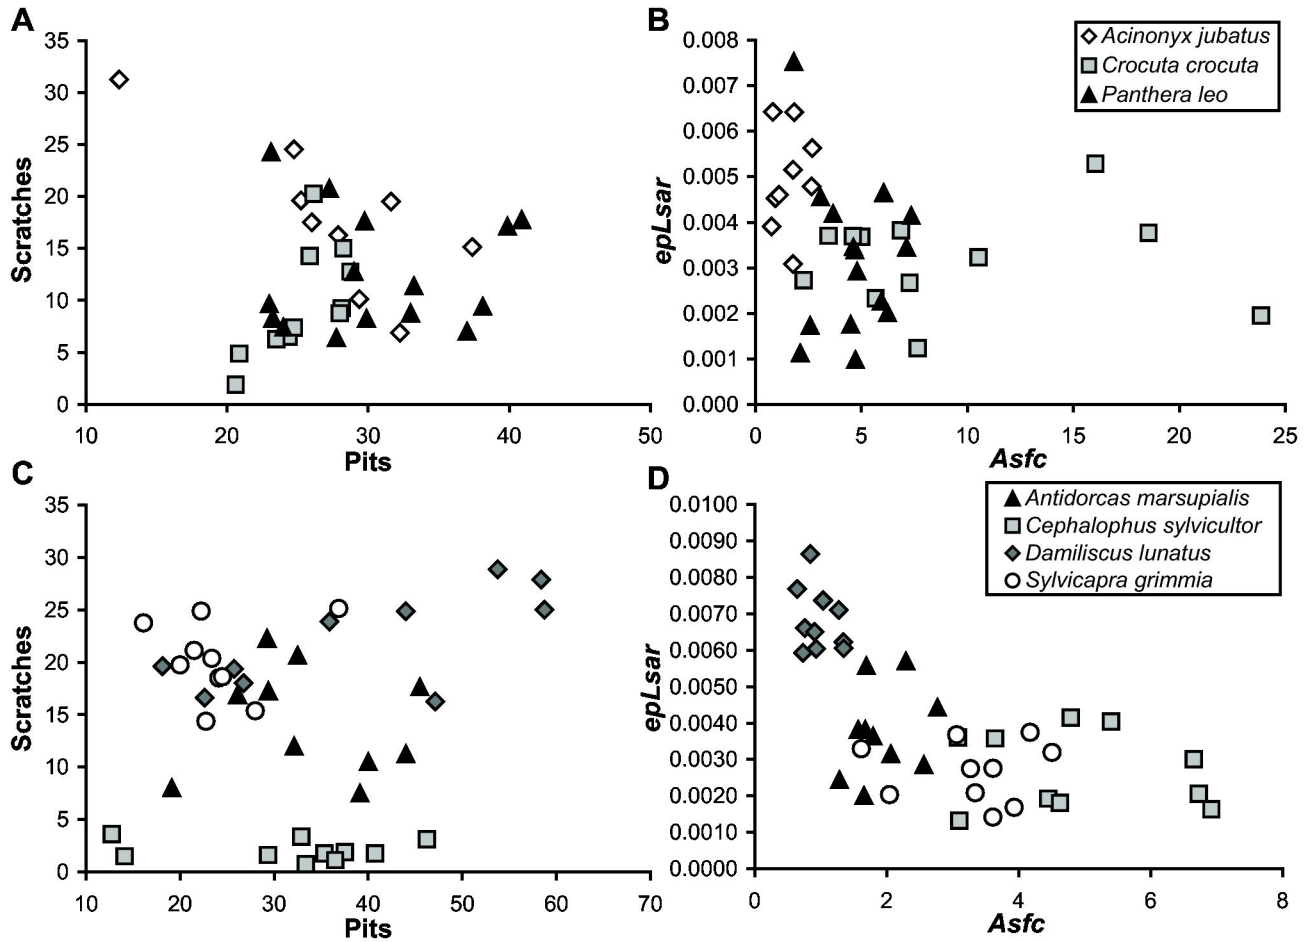 A
35
30
25
20
15
10
5
0
Scratches
10 20 30 40 50
Pits
B
0.008
0.007
0.006
0.005
0.004
0.003
0.002
0.001
0.000
epLsar
0 5 10 15 20 25
Asfc
Acinonyx jubatus
Crocuta crocuta
Panthera leo
C
35
30
25
20
15
10
5
0
Scratches
10 20 30 40 50 60 70
Pits
D
0.0100
0.0090
0.0080
0.0070
0.0060
0.0050
0.0040
0.0030
0.0020
0.0010
0.0000
epLsar
0 2 4 6 8
Asfc
Antidorcas marsupialis
Cephalophus sylvicultor
Damiliscus lunatus
Sylvicapra grimmia